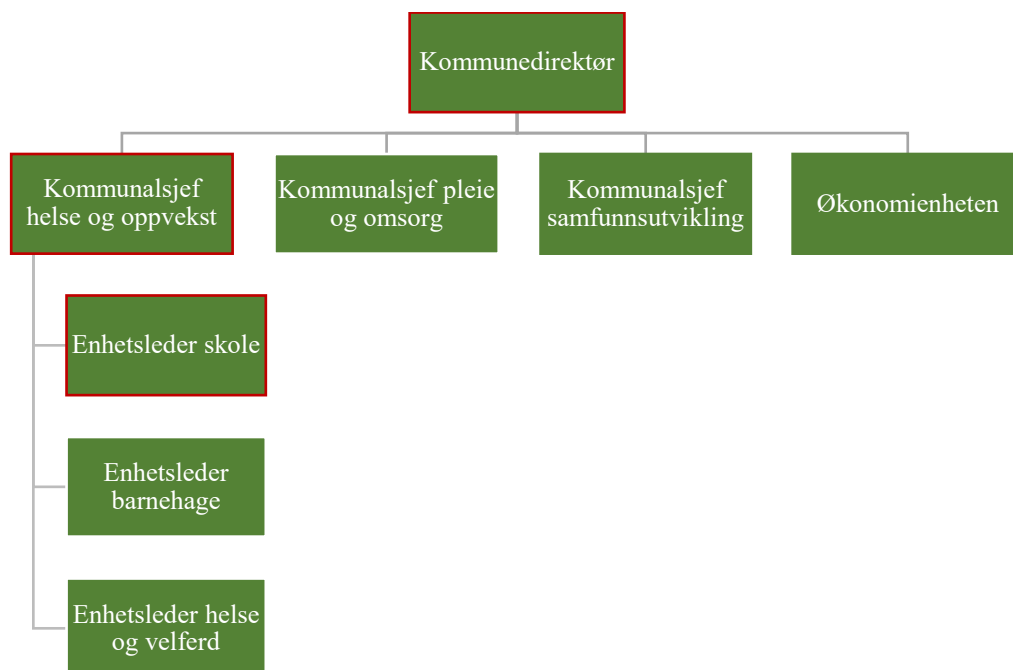 Kommunedirektør
Kommunalsjef
helse og oppvekst
Kommunalsjef pleie
og omsorg
Kommunalsjef
samfunnsutvikling
Økonomienheten
Enhetsleder skole
Enhetsleder
barnehage
Enhetsleder helse
og velferd